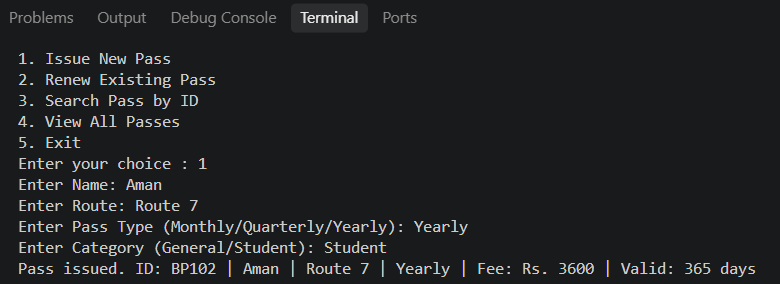 Problems Output Debug Console Terminal Ports
1. Issue New Pass
2. Renew Existing Pass
3. Search Pass by ID
4. View All Passes
5. Exit
Enter your choice : 1
Enter Name: Aman
Enter Route: Route 7
Enter Pass Type (Monthly/Quarterly/Yearly): Yearly
Enter Category (General/Student): Student
Pass issued. ID: BP102 | Aman | Route 7 | Yearly | Fee: Rs. 3600 | Valid: 365 days